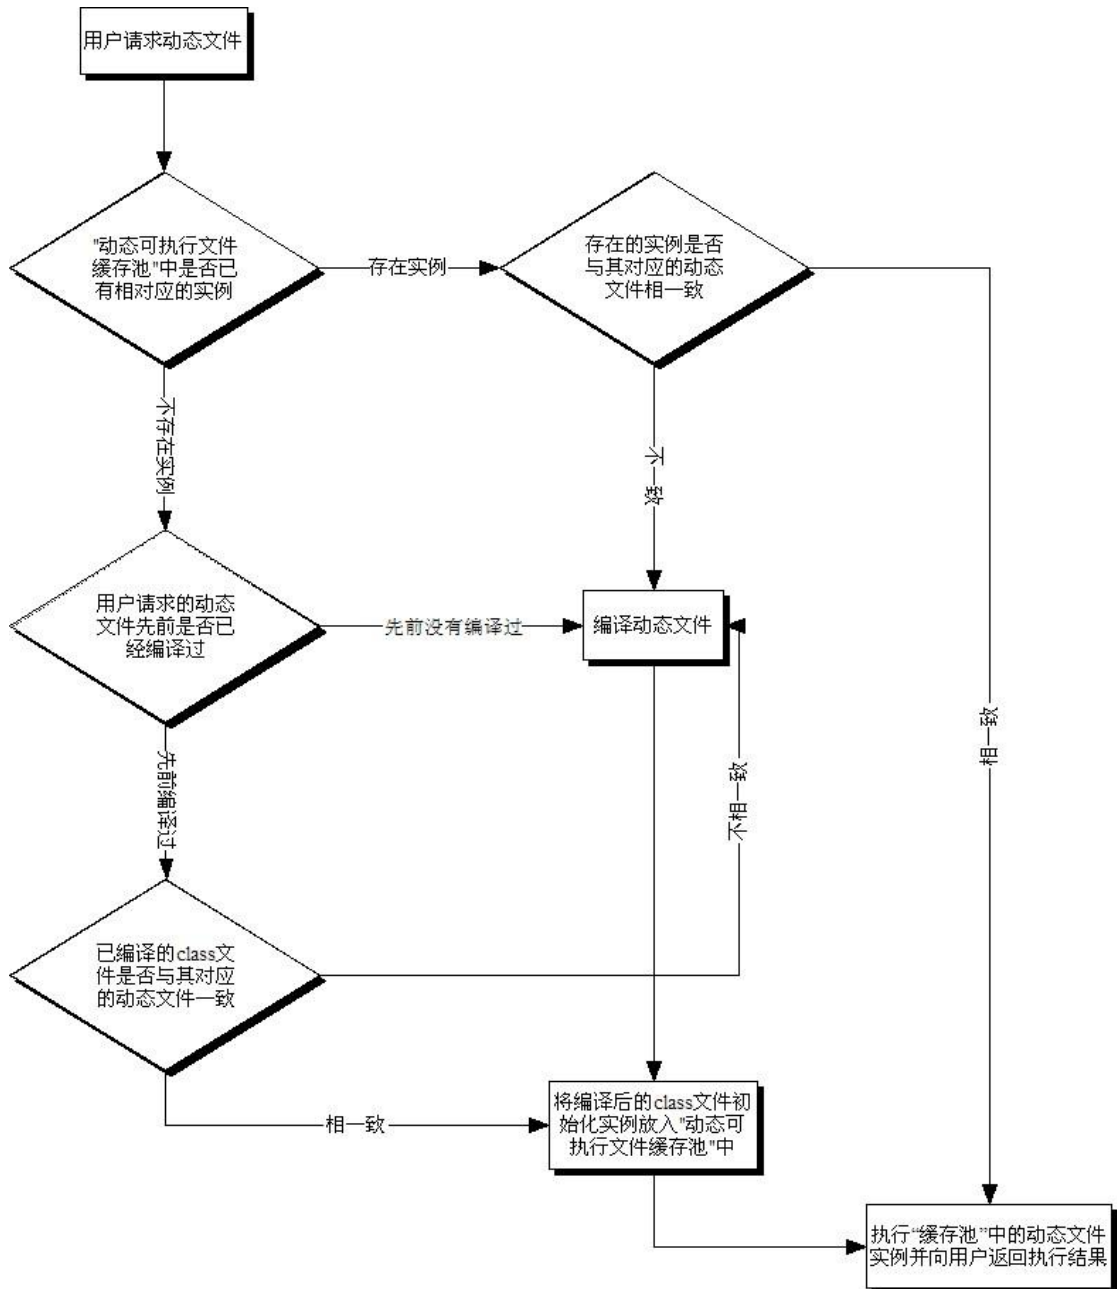 用户请求动态文件
"动态可执行文件
缓存池"中是否已
有相对应的实例
存在实例
存在的实例是否
与其对应的动态
文件相一致
不存在实例
不一致
用户请求的动态
文件先前是否已
经编译过
先前没有编译过
编译动态文件
相一致
先前编译过
不相一致
已编译的class文
件是否与其对应
的动态文件一致
相一致
将编译后的class文件初
始化实例放入"动态可
执行文件缓存池"中
执行“缓存池”中的动态文件
实例并向用户返回执行结果